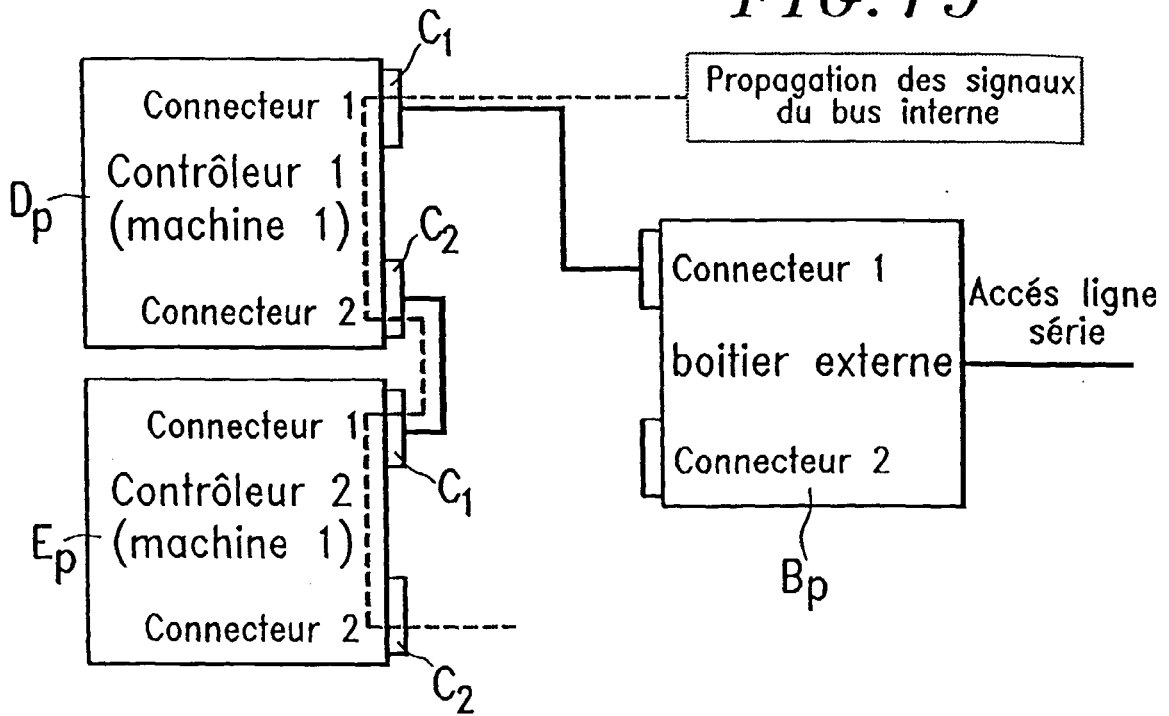 FIG. 7J
C₁
Connecteur 1
Propagation des signaux
du bus interne
Contrôleur 1
(machine 1)
Dp
C₂
Connecteur 2
Connecteur 1
Accés ligne
série
boitier externe
Connecteur 2
Bp
Connecteur 1
C₁
Contrôleur 2
(machine 1)
Ep
Connecteur 2
C₂